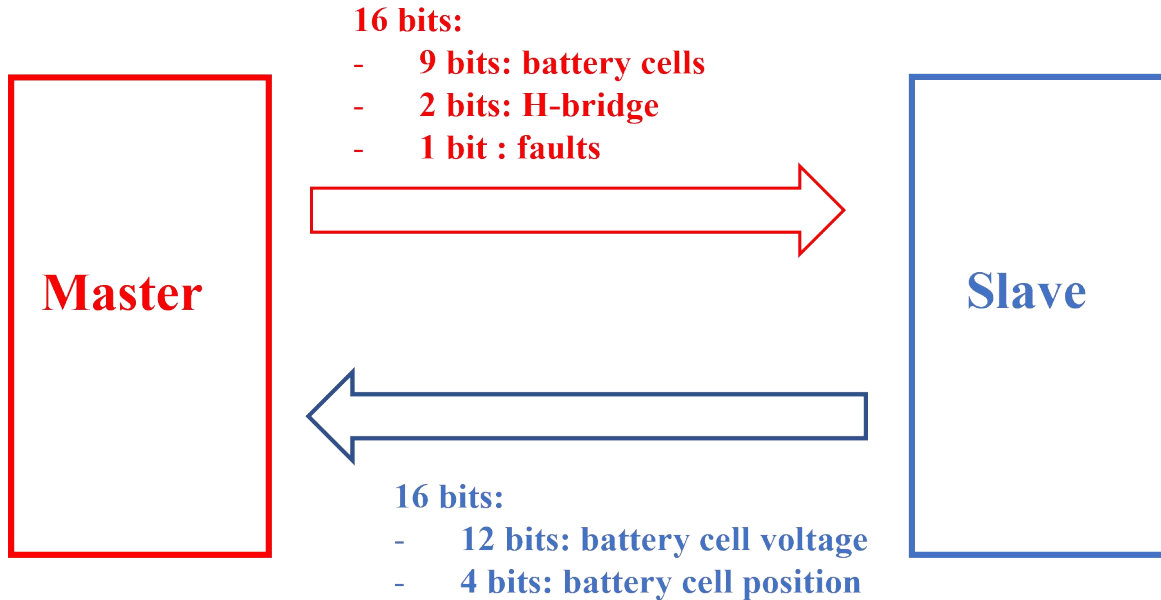 16 bits:
- 9 bits: battery cells
- 2 bits: H-bridge
- 1 bit : faults
Master
Slave
16 bits:
- 12 bits: battery cell voltage
- 4 bits: battery cell position